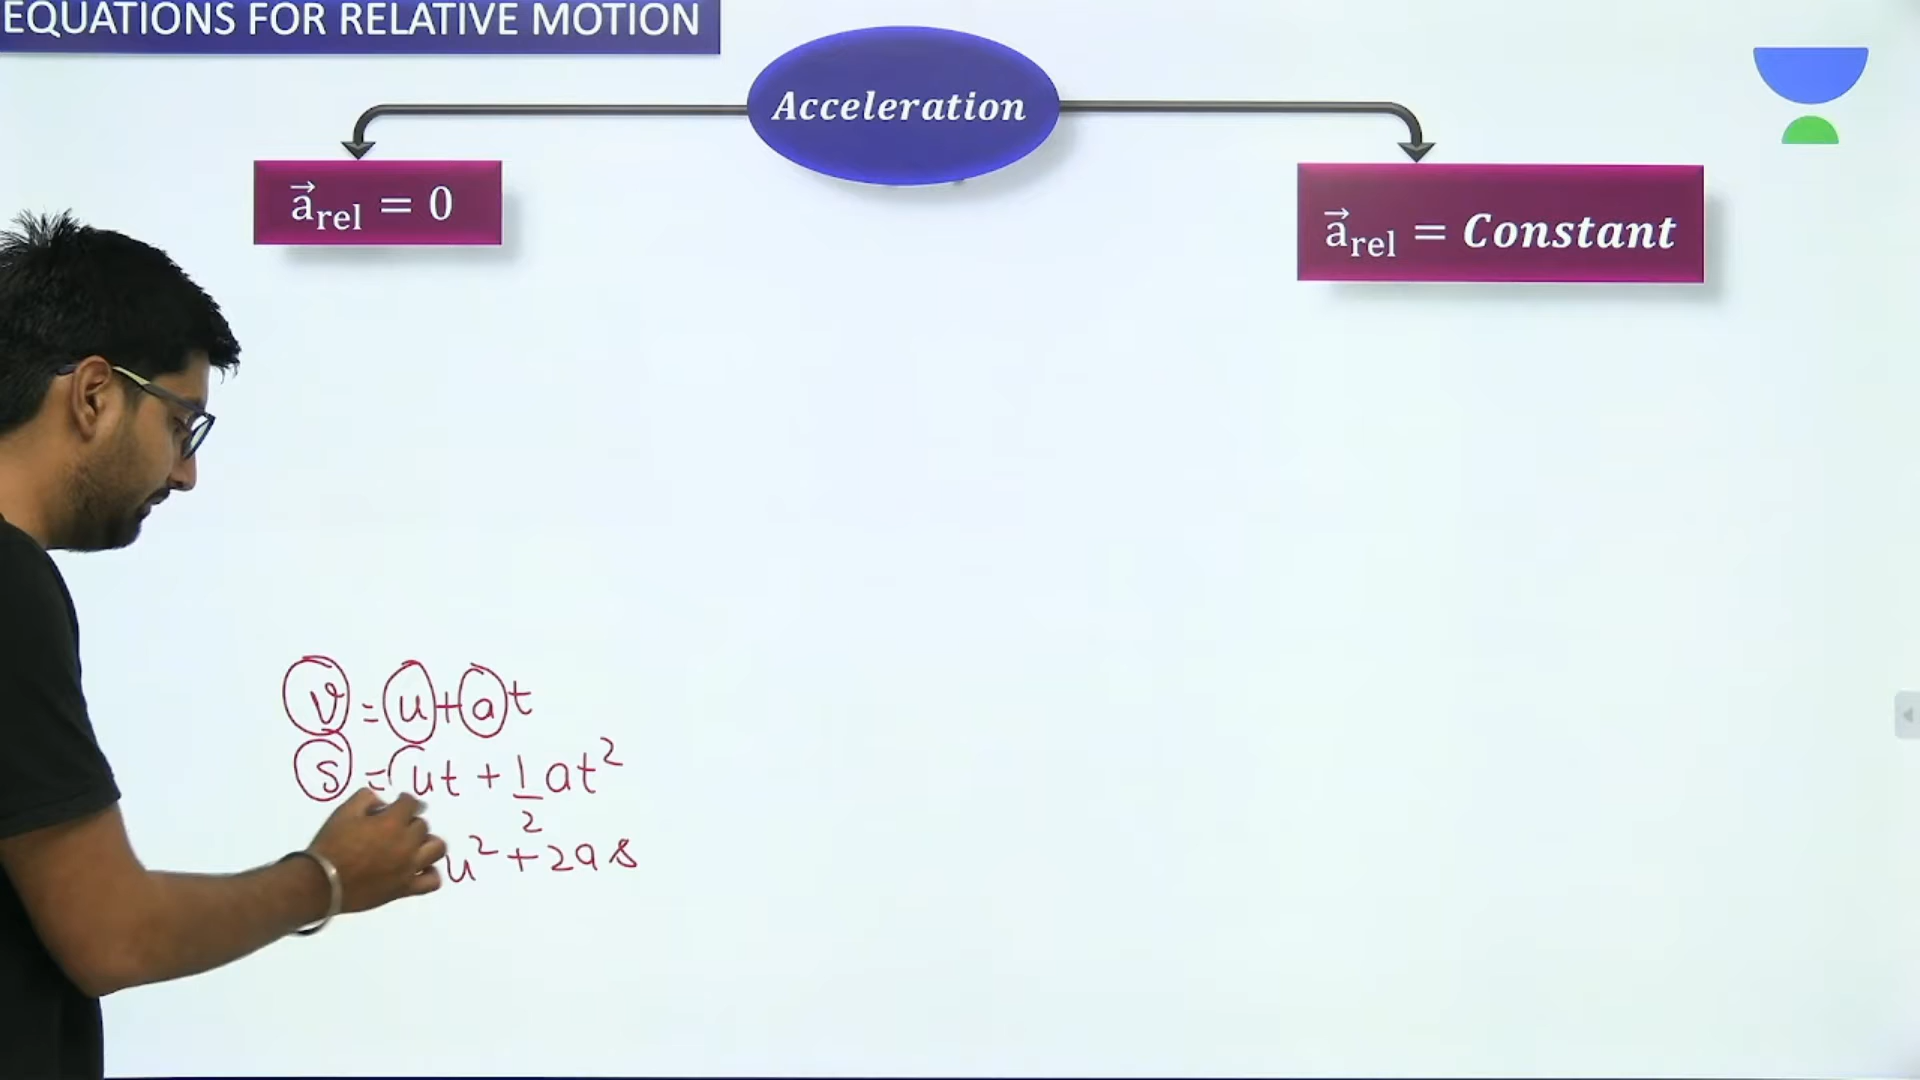 EQUATIONS FOR RELATIVE MOTION
Acceleration
a⃗rel = 0
a⃗rel = Constant
v = u + at
s = ut + 1/2 at²
u² + 2as